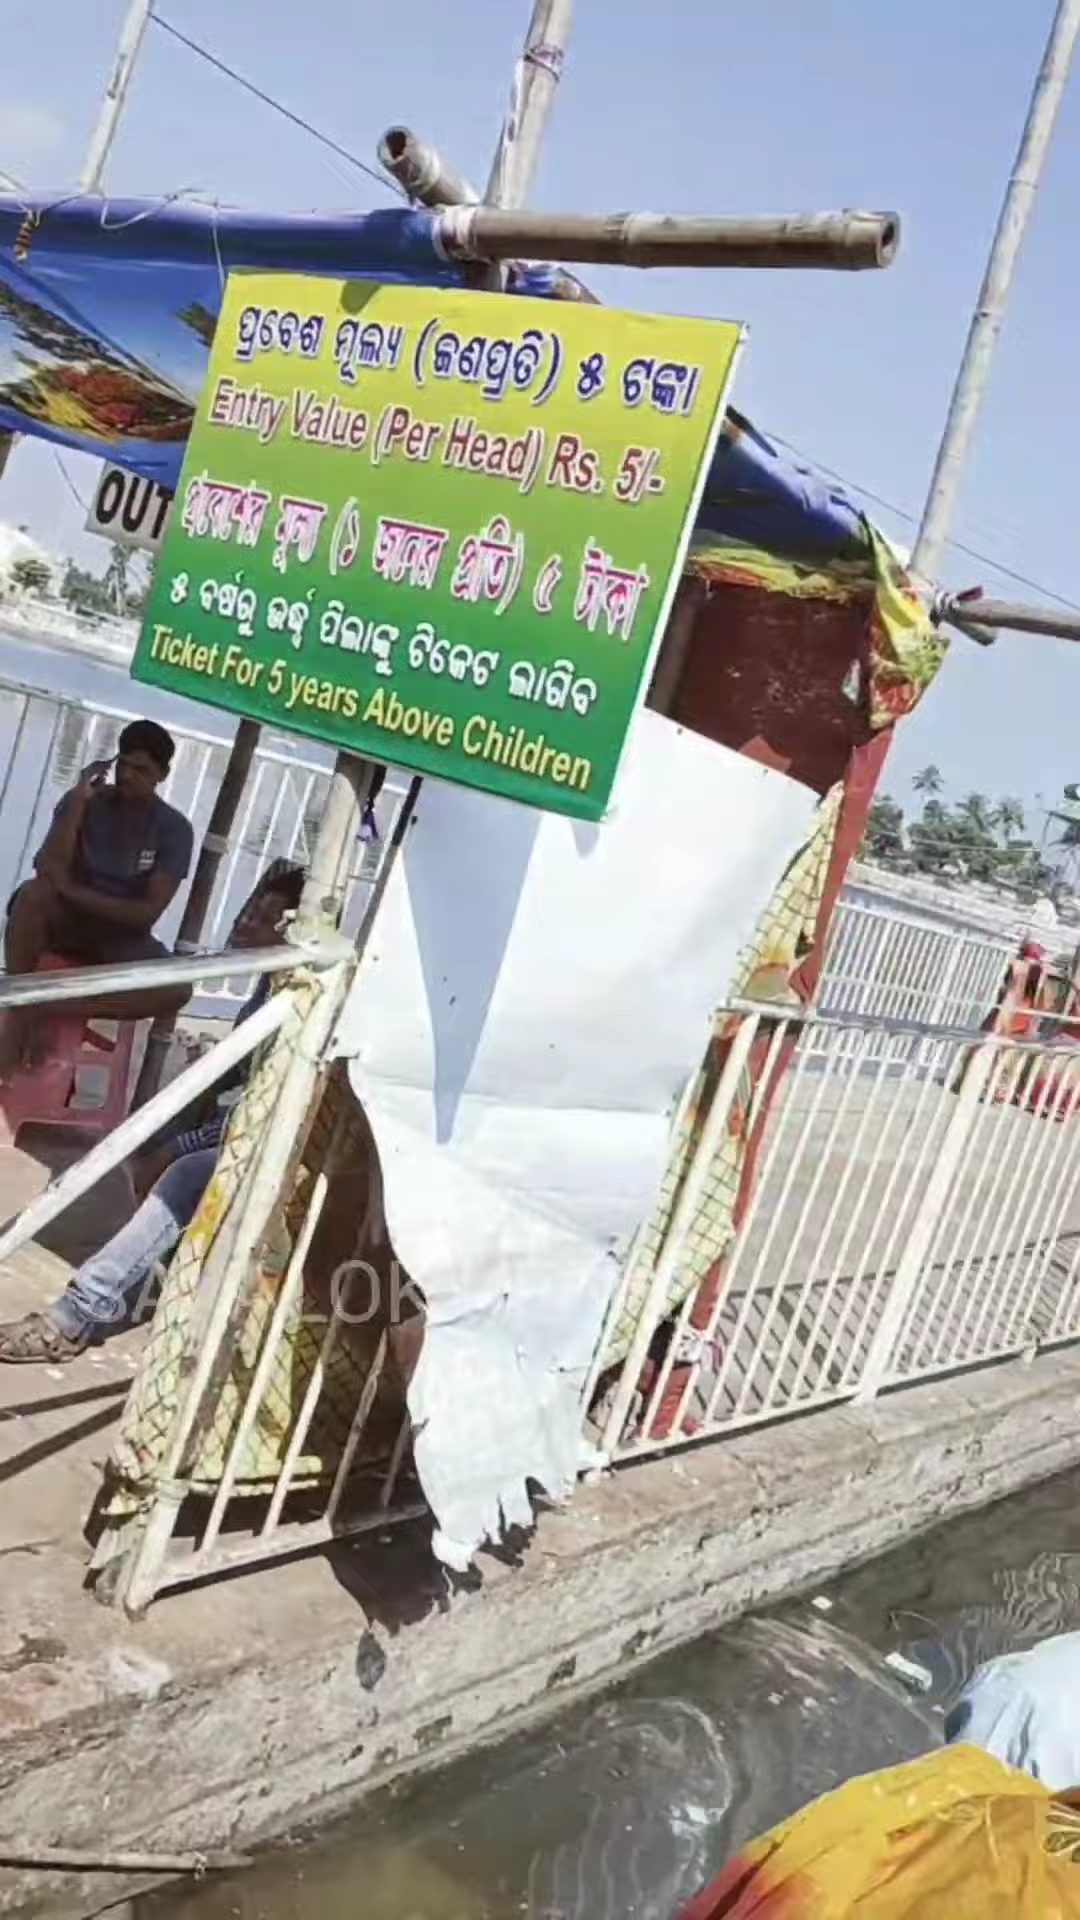 ପ୍ରବେଶ ମୂଲ୍ୟ (ଜଣପ୍ରତି) ୫ ଟଙ୍କା
Entry Value (Per Head) Rs. 5/-
প্রবেশের মূল্য (১ জনের প্রতি) ৫ টাকা
୫ ବର୍ଷରୁ ଊର୍ଦ୍ଧ୍ୱ ପିଲାଙ୍କୁ ଟିକେଟ ଲାଗିବ
Ticket For 5 years Above Children
OUT